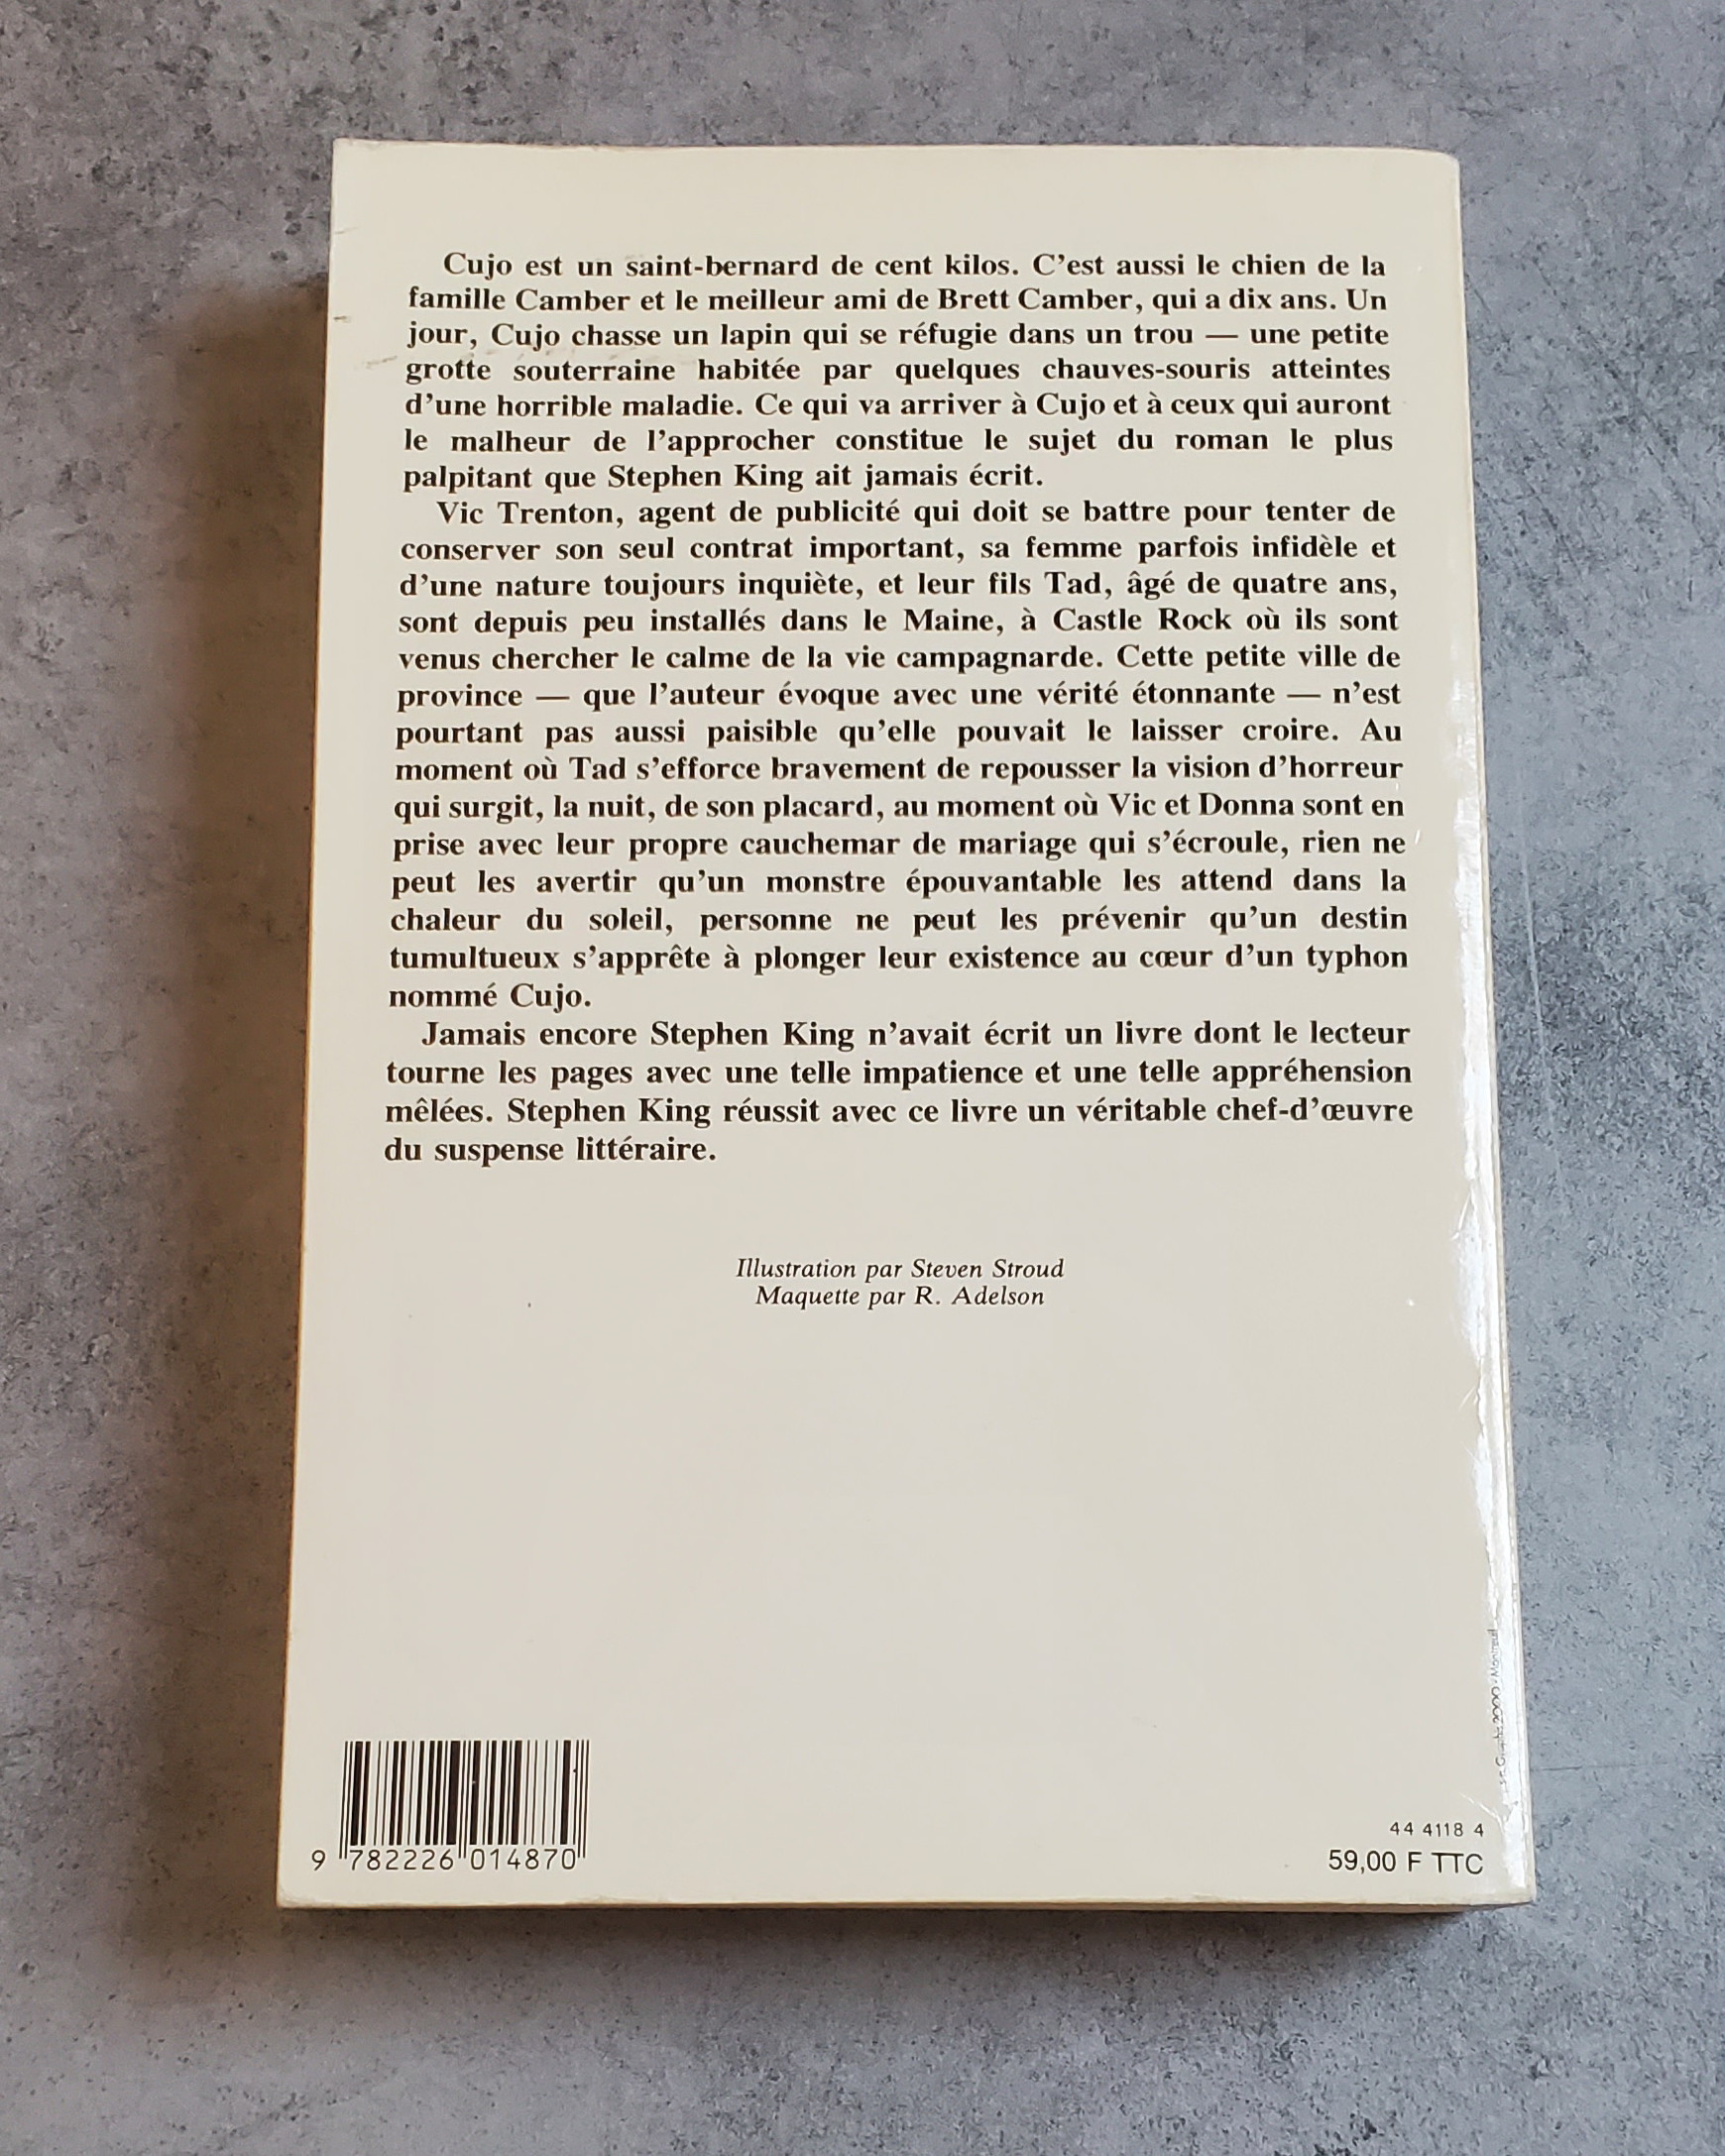 Cujo est un saint-bernard de cent kilos. C’est aussi le chien de la
famille Camber et le meilleur ami de Brett Camber, qui a dix ans. Un
jour, Cujo chasse un lapin qui se réfugie dans un trou — une petite
grotte souterraine habitée par quelques chauves-souris atteintes
d’une horrible maladie. Ce qui va arriver à Cujo et à ceux qui auront
le malheur de l’approcher constitue le sujet du roman le plus
palpitant que Stephen King ait jamais écrit.
Vic Trenton, agent de publicité qui doit se battre pour tenter de
conserver son seul contrat important, sa femme parfois infidèle et
d’une nature toujours inquiète, et leur fils Tad, âgé de quatre ans,
sont depuis peu installés dans le Maine, à Castle Rock où ils sont
venus chercher le calme de la vie campagnarde. Cette petite ville de
province — que l’auteur évoque avec une vérité étonnante — n’est
pourtant pas aussi paisible qu’elle pouvait le laisser croire. Au
moment où Tad s’efforce bravement de repousser la vision d’horreur
qui surgit, la nuit, de son placard, au moment où Vic et Donna sont en
prise avec leur propre cauchemar de mariage qui s’écroule, rien ne
peut les avertir qu’un monstre épouvantable les attend dans la
chaleur du soleil, personne ne peut les prévenir qu’un destin
tumultueux s’apprête à plonger leur existence au cœur d’un typhon
nommé Cujo.
Jamais encore Stephen King n’avait écrit un livre dont le lecteur
tourne les pages avec une telle impatience et une telle appréhension
mêlées. Stephen King réussit avec ce livre un véritable chef-d’œuvre
du suspense littéraire.
Illustration par Steven Stroud
Maquette par R. Adelson
9 782226 014870
44 4118 4
59,00 F TTC
2000 - Montreuil